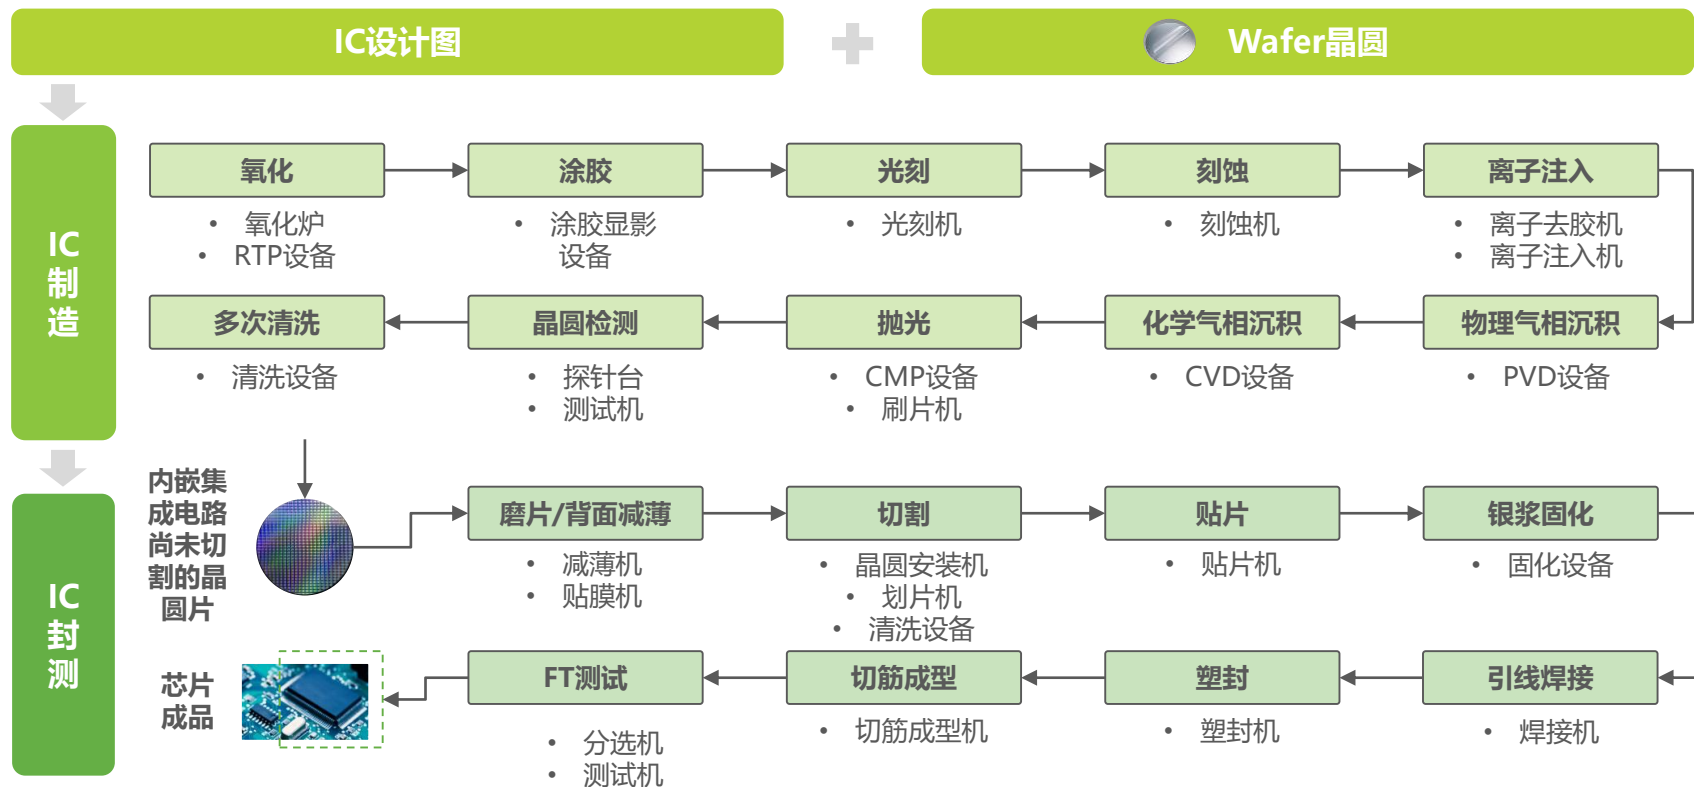 IC设计图
Wafer晶圆
IC
制
造
氧化
涂胶
光刻
刻蚀
离子注入
• 氧化炉
• RTP设备
• 涂胶显影
设备
• 光刻机
• 刻蚀机
• 离子去胶机
• 离子注入机
多次清洗
晶圆检测
抛光
化学气相沉积
物理气相沉积
• 清洗设备
• 探针台
• 测试机
• CMP设备
• 刷片机
• CVD设备
• PVD设备
IC
封
测
内嵌集
成电路
尚未切
割的晶
圆片
磨片/背面减薄
切割
贴片
银浆固化
• 减薄机
• 贴膜机
• 晶圆安装机
• 划片机
• 清洗设备
• 贴片机
• 固化设备
芯片
成品
FT测试
切筋成型
塑封
引线焊接
• 分选机
• 测试机
• 切筋成型机
• 塑封机
• 焊接机